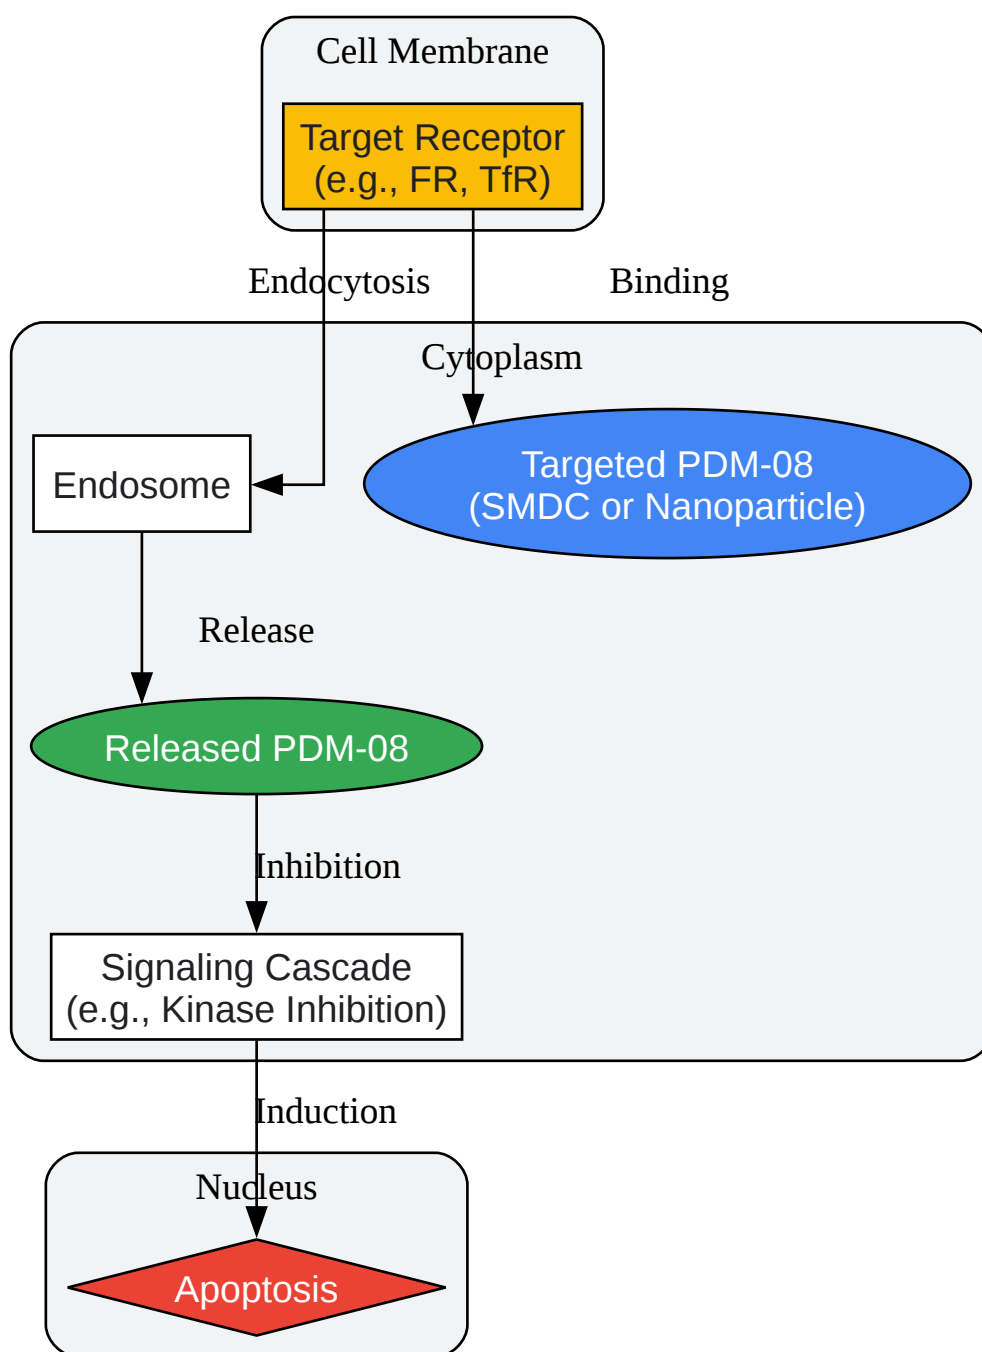 Cell Membrane
Target Receptor
(e.g., FR, TfR)
Endocytosis
Binding
Cytoplasm
Endosome
Targeted PDM-08
(SMDC or Nanoparticle)
Release
Released PDM-08
Inhibition
Signaling Cascade
(e.g., Kinase Inhibition)
Induction
Nucleus
Apoptosis